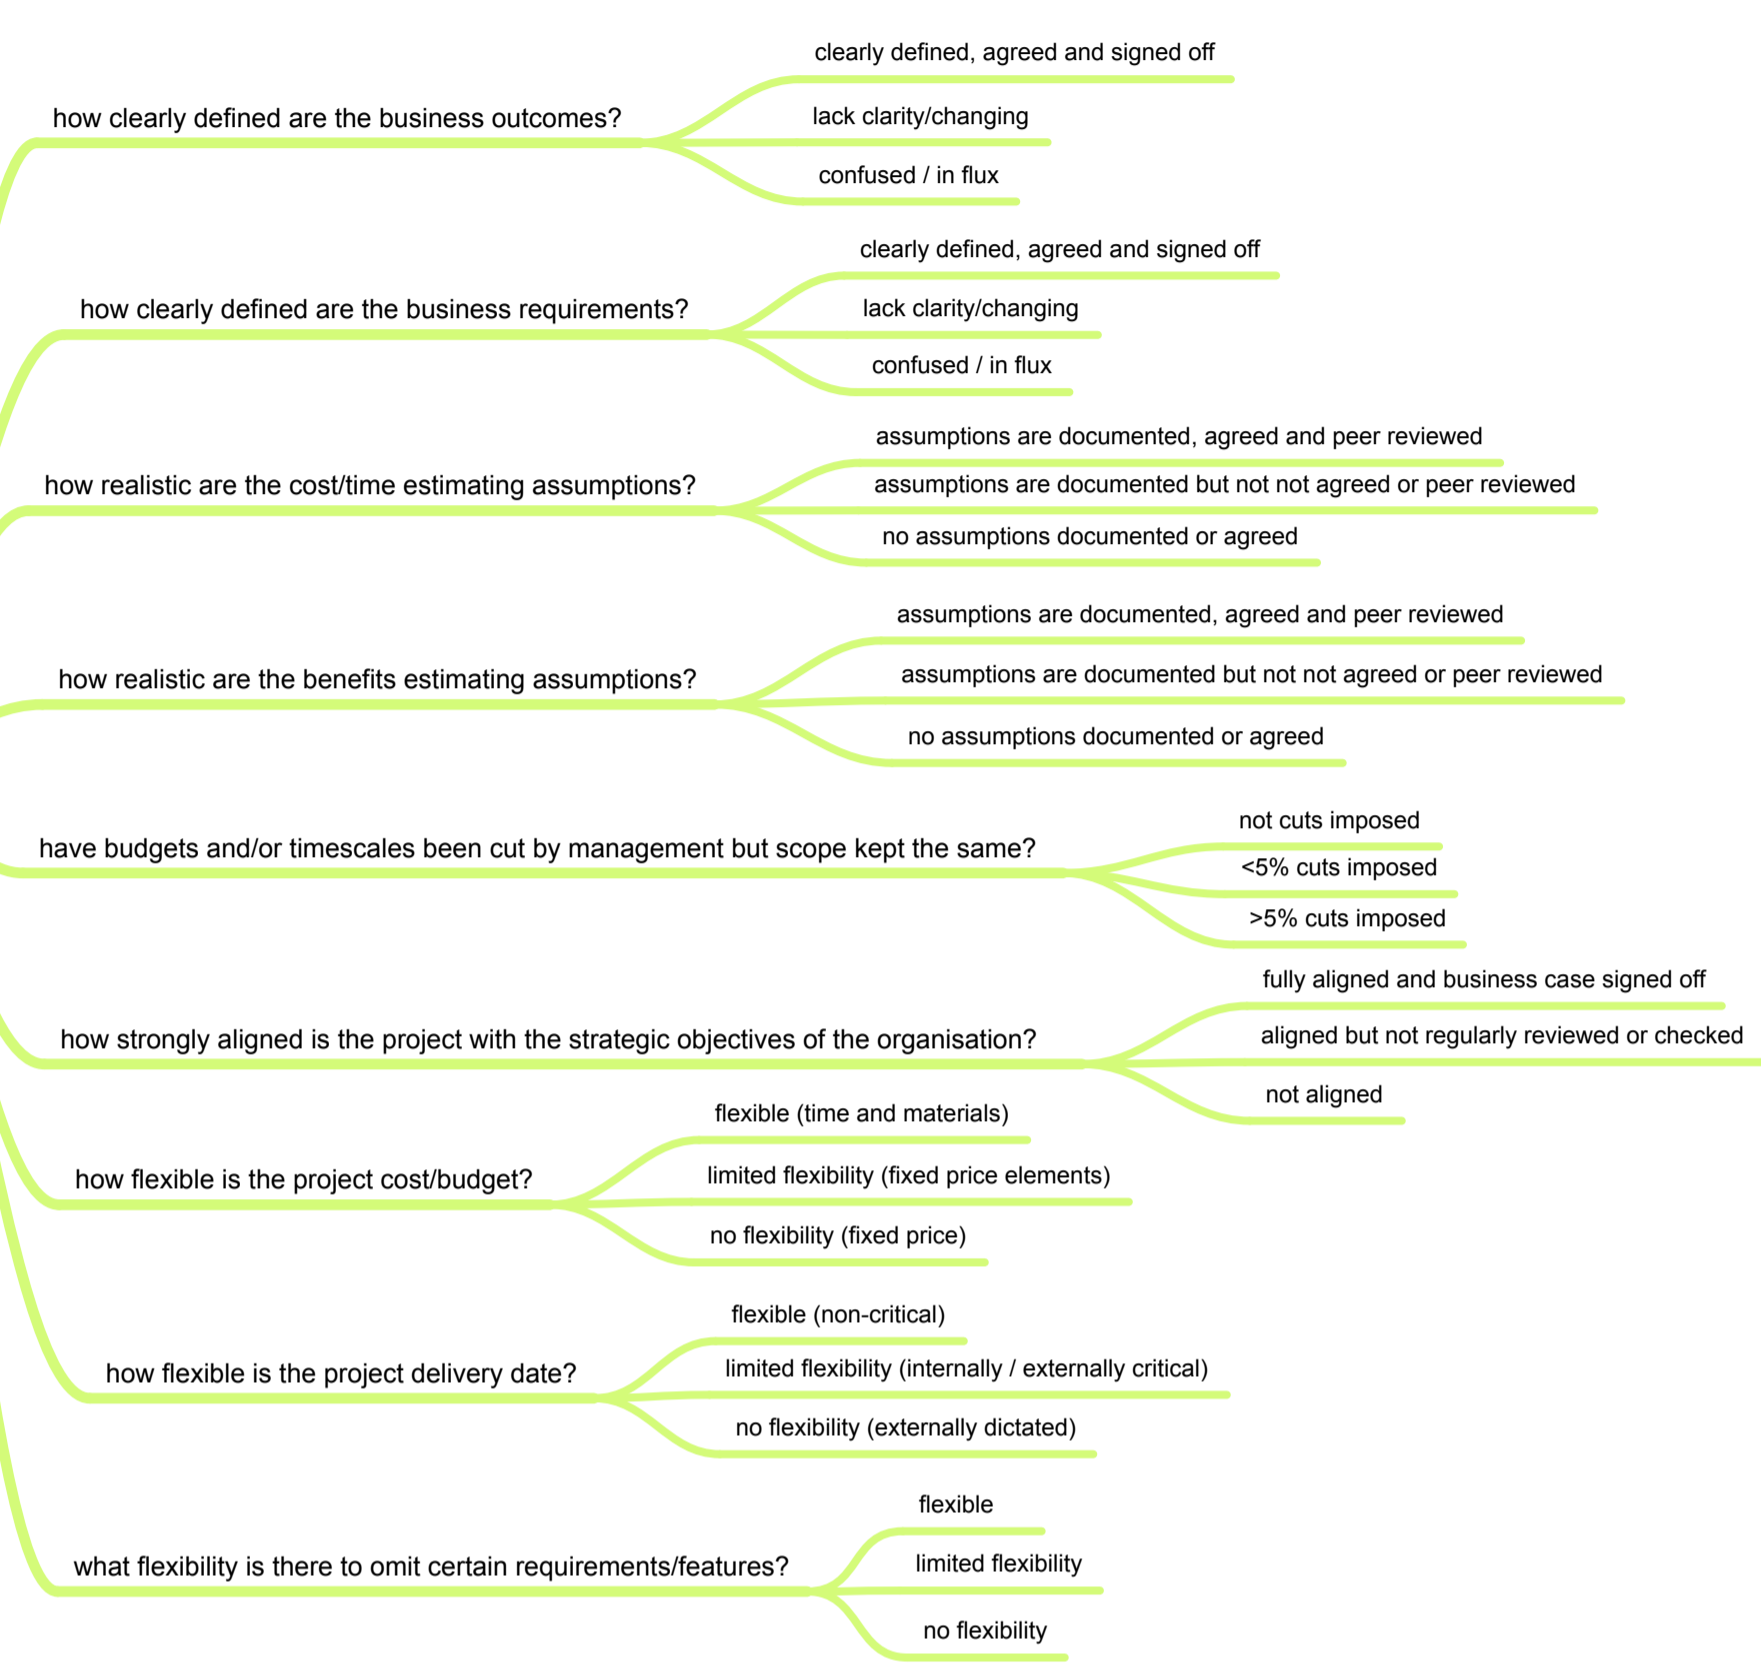 how clearly defined are the business outcomes?
clearly defined, agreed and signed off
lack clarity/changing
confused / in flux
how clearly defined are the business requirements?
clearly defined, agreed and signed off
lack clarity/changing
confused / in flux
how realistic are the cost/time estimating assumptions?
assumptions are documented, agreed and peer reviewed
assumptions are documented but not not agreed or peer reviewed
no assumptions documented or agreed
how realistic are the benefits estimating assumptions?
assumptions are documented, agreed and peer reviewed
assumptions are documented but not not agreed or peer reviewed
no assumptions documented or agreed
have budgets and/or timescales been cut by management but scope kept the same?
not cuts imposed
<5% cuts imposed
>5% cuts imposed
how strongly aligned is the project with the strategic objectives of the organisation?
fully aligned and business case signed off
aligned but not regularly reviewed or checked
not aligned
how flexible is the project cost/budget?
flexible (time and materials)
limited flexibility (fixed price elements)
no flexibility (fixed price)
how flexible is the project delivery date?
flexible (non-critical)
limited flexibility (internally / externally critical)
no flexibility (externally dictated)
what flexibility is there to omit certain requirements/features?
flexible
limited flexibility
no flexibility